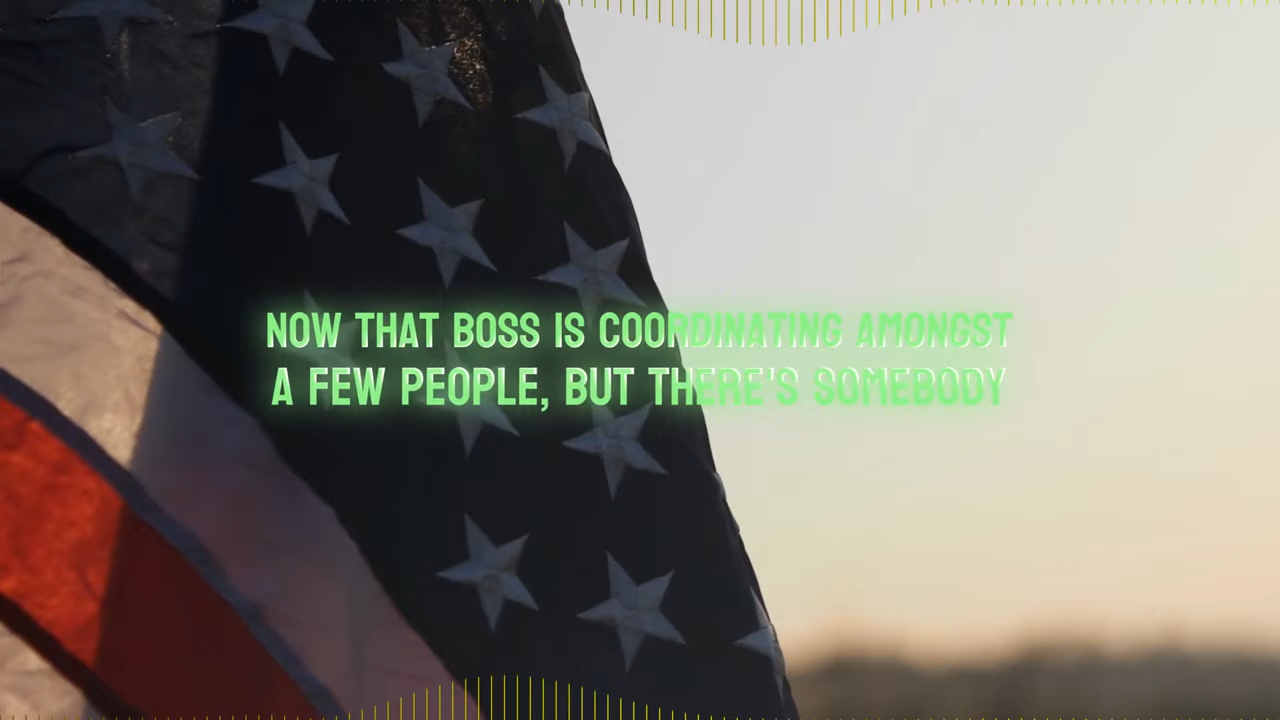 NOW THAT BOSS IS COORDINATING AMONGST
A FEW PEOPLE, BUT THERE'S SOMEBODY